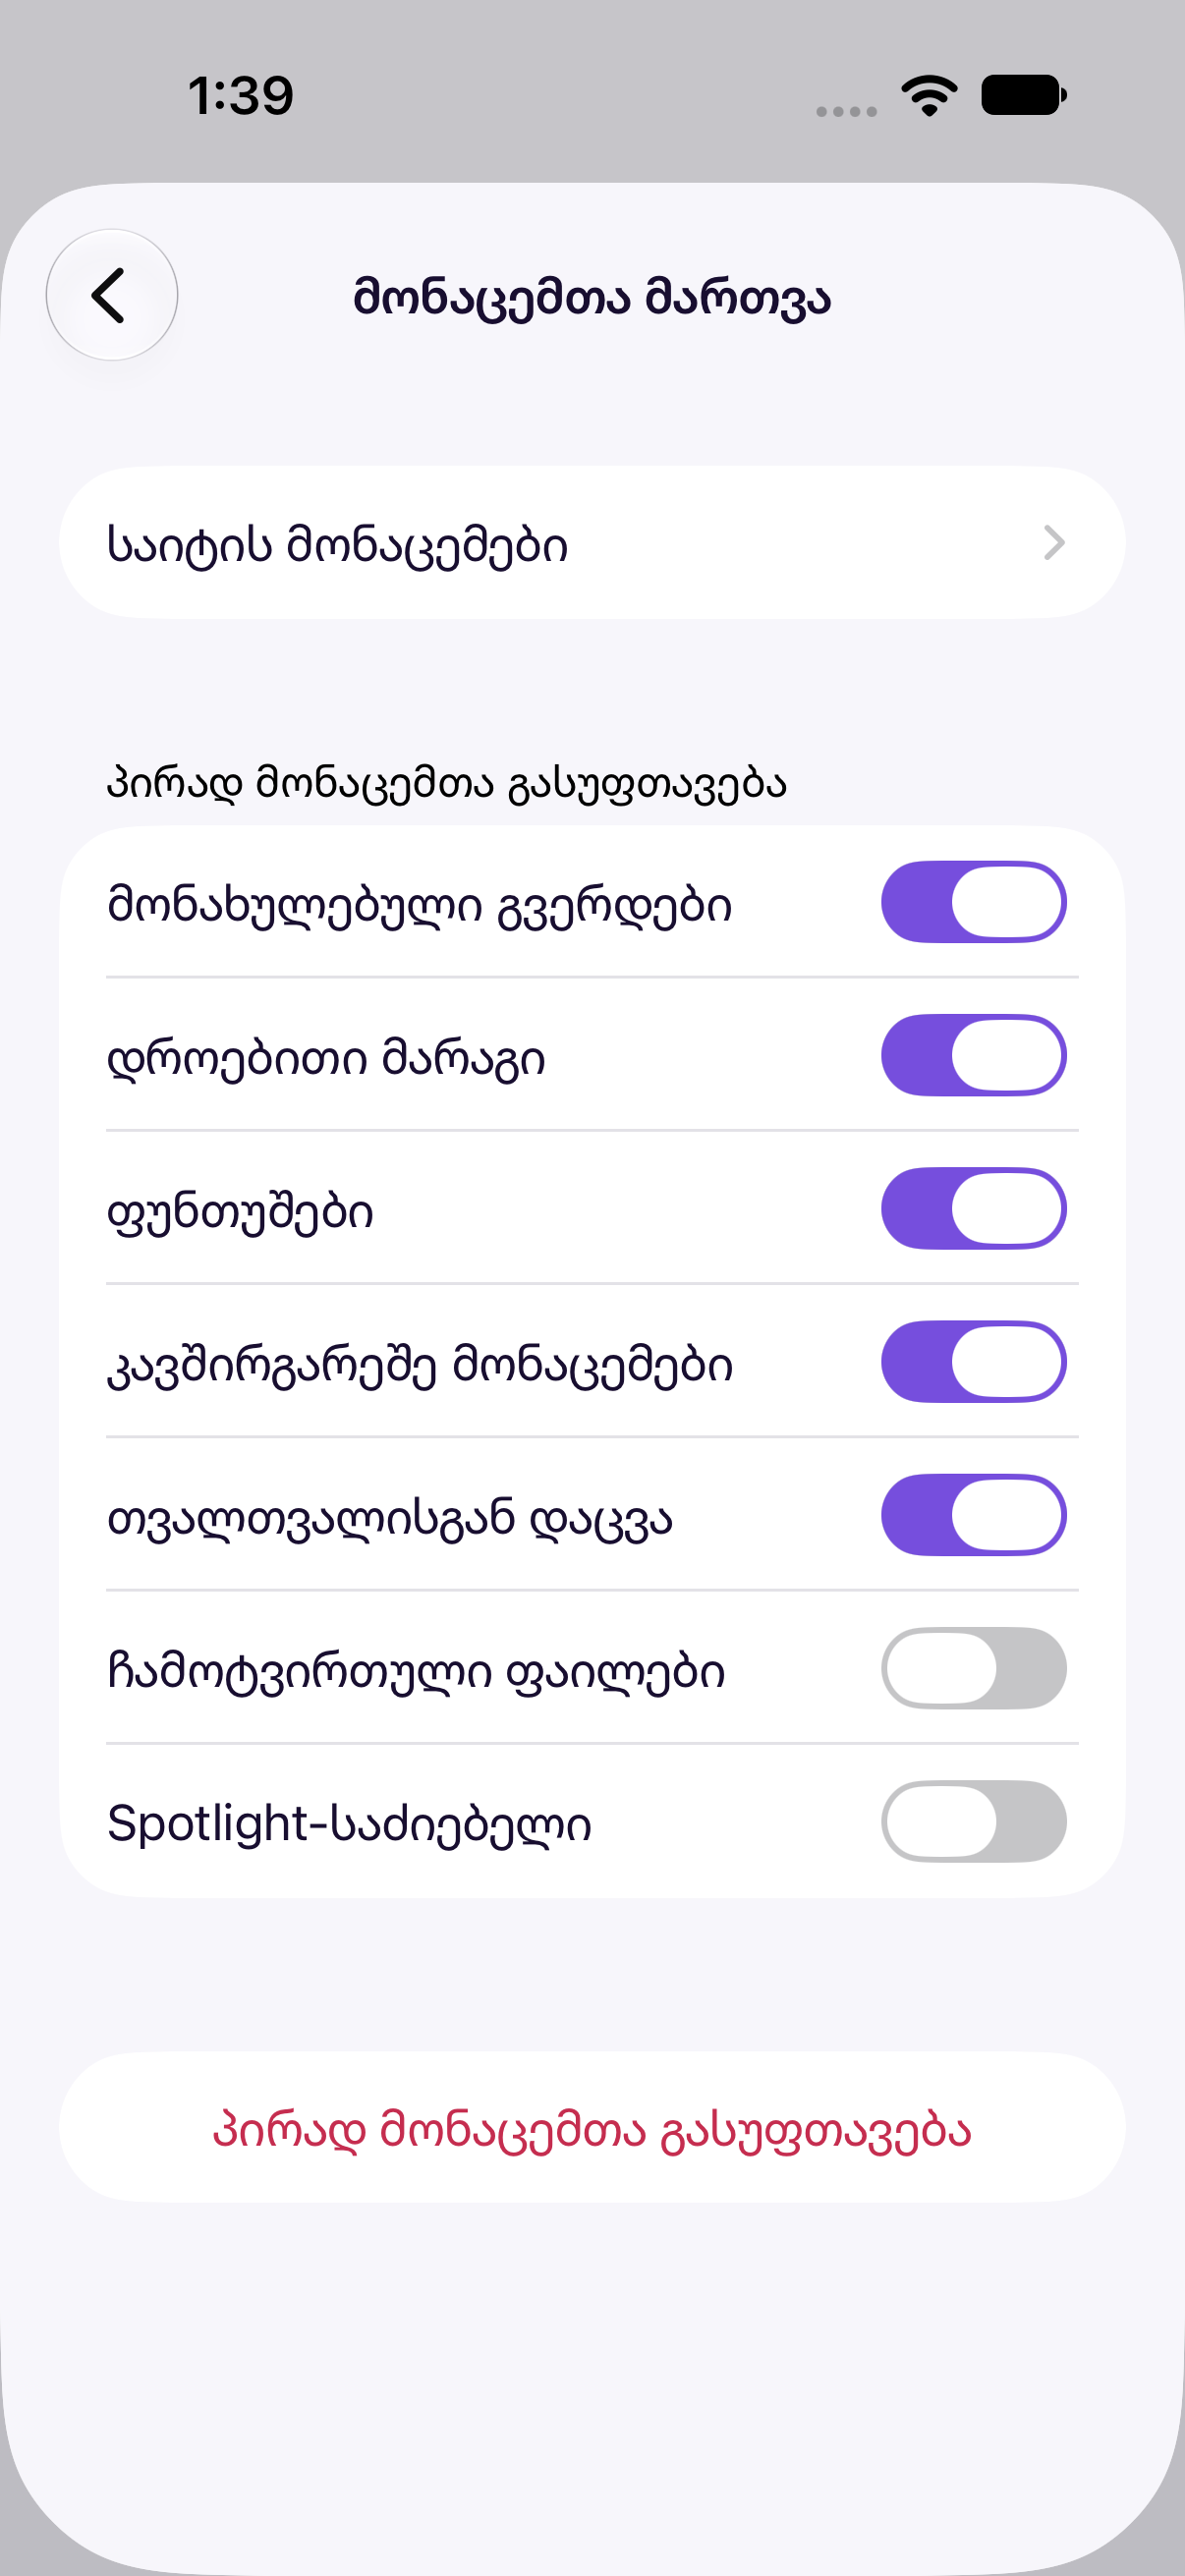 1:39
მონაცემთა მართვა
საიტის მონაცემები
პირად მონაცემთა გასუფთავება
მონახულებული გვერდები
დროებითი მარაგი
ფუნთუშები
კავშირგარეშე მონაცემები
თვალთვალისგან დაცვა
ჩამოტვირთული ფაილები
Spotlight-საძიებელი
პირად მონაცემთა გასუფთავება